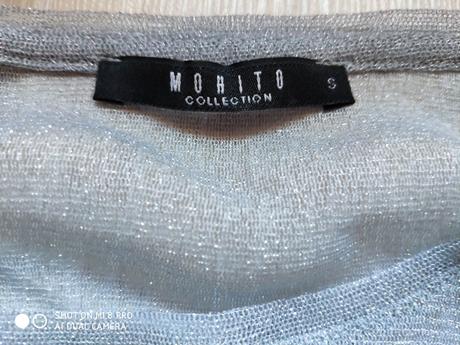 MOHITO
COLLECTION
S
SHOT ON MI 8 PRO
AI DUAL CAMERA